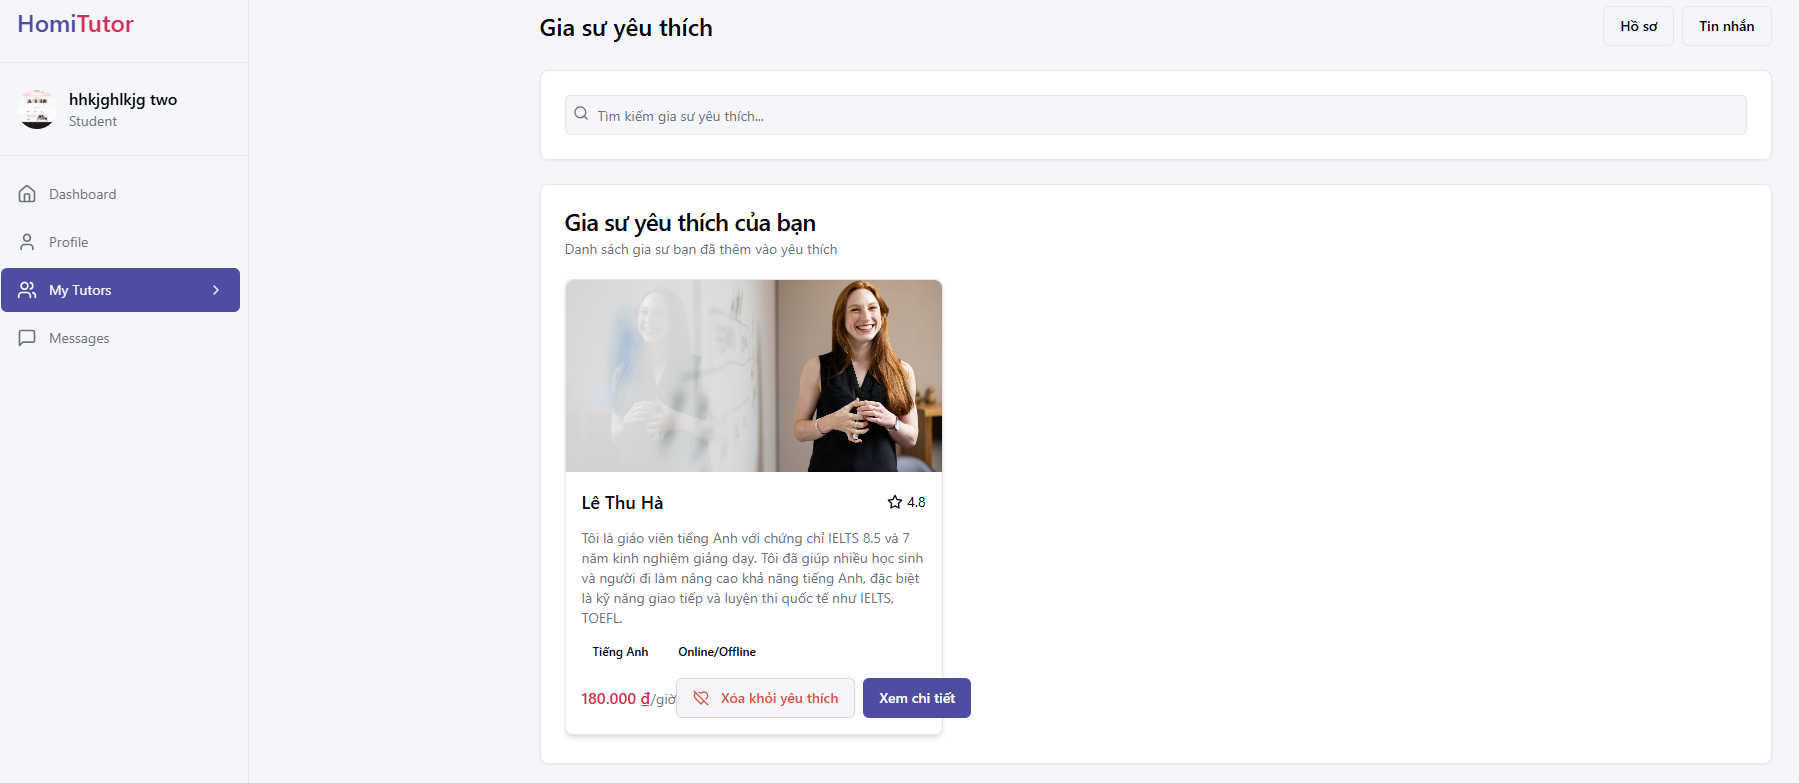 HomiTutor
hhkjghlkjg two
Student
Dashboard
Profile
My Tutors
Messages
Gia sư yêu thích
Hồ sơ
Tin nhắn
Tìm kiếm gia sư yêu thích...
Gia sư yêu thích của bạn
Danh sách gia sư bạn đã thêm vào yêu thích
Lê Thu Hà
4.8
Tôi là giáo viên tiếng Anh với chứng chỉ IELTS 8.5 và 7
năm kinh nghiệm giảng dạy. Tôi đã giúp nhiều học sinh
và người đi làm nâng cao khả năng tiếng Anh, đặc biệt
là kỹ năng giao tiếp và luyện thi quốc tế như IELTS,
TOEFL.
Tiếng Anh
Online/Offline
180.000 ₫/giờ
Xóa khỏi yêu thích
Xem chi tiết